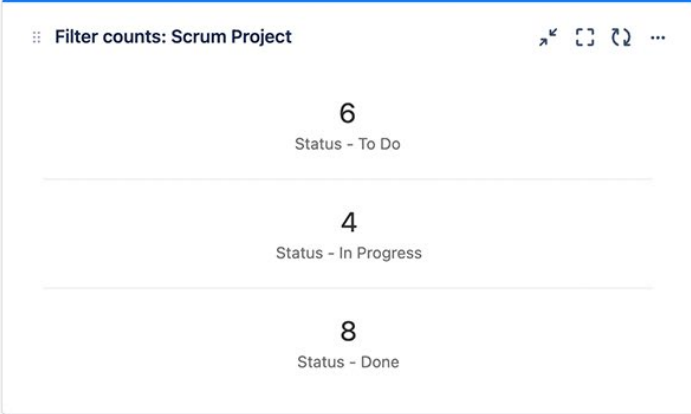 Filter counts: Scrum Project
6
Status - To Do
4
Status - In Progress
8
Status - Done